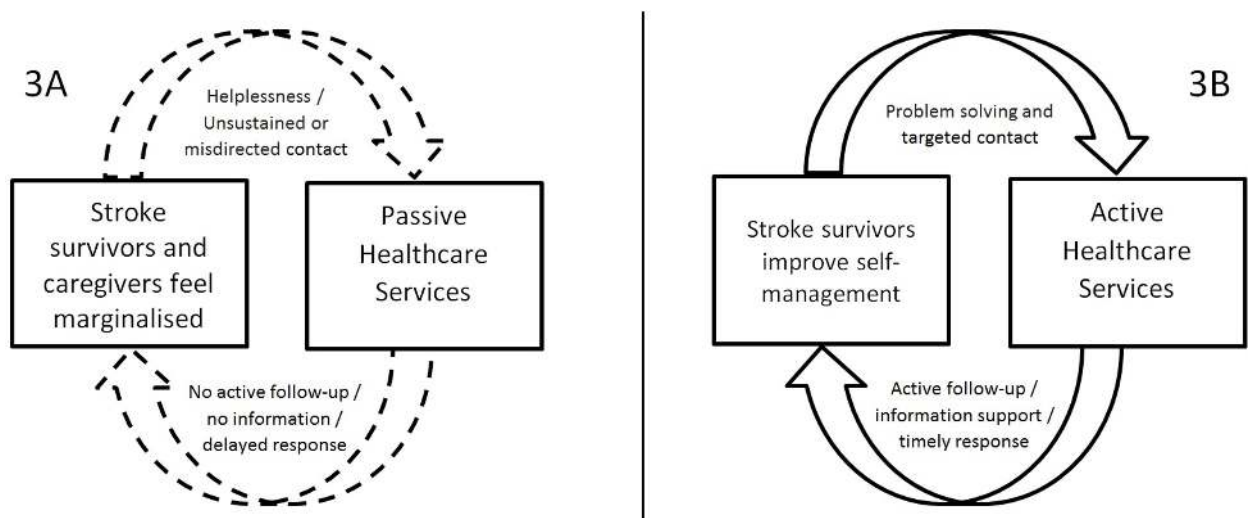 3A
Helplessness /
Unsustained or
misdirected contact
Stroke
survivors and
caregivers feel
marginalised
Passive
Healthcare
Services
No active follow-up /
no information /
delayed response
3B
Problem solving and
targeted contact
Stroke survivors
improve self-
management
Active
Healthcare
Services
Active follow-up /
information support /
timely response